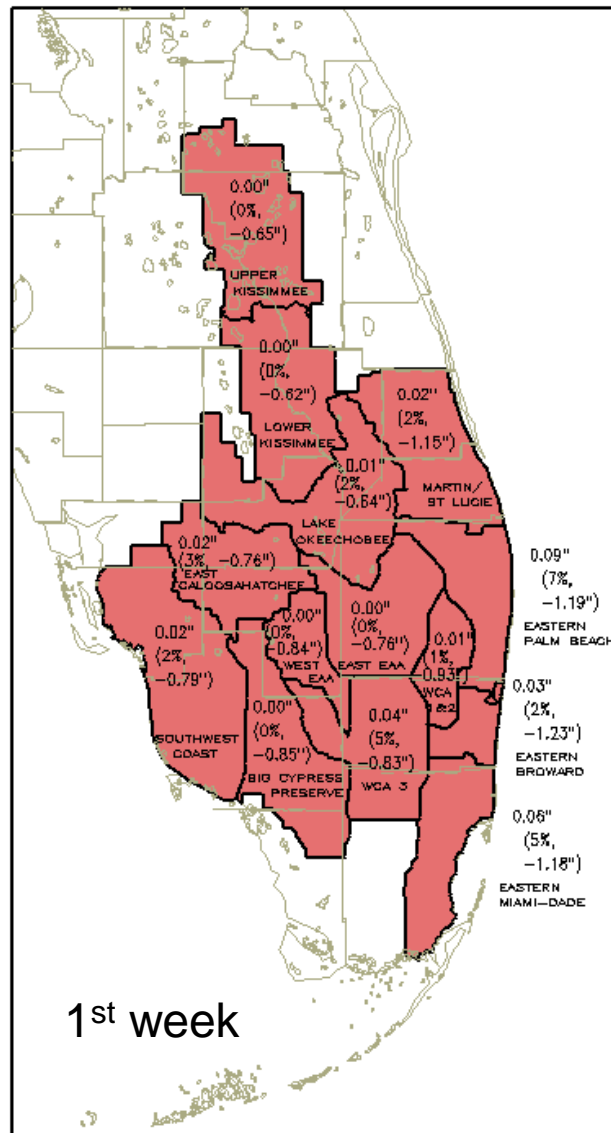 0.00"
(0%,
−0.65")
UPPER
KISSIMMEE
0.00"
(0%,
−0.62")
LOWER
KISSIMMEE
0.02"
(2%,
−1.15")
MARTIN/
ST LUCIE
0.01"
(2%,
−0.64")
LAKE
OKEECHOBEE
0.02"
(3%, −0.76")
EAST
CALOOSAHATCHEE
0.09"
(7%,
−1.19")
EASTERN
PALM BEACH
0.02"
(2%,
−0.79")
SOUTHWEST
COAST
0.00"
(0%,
−0.84")
WEST
EAA
0.00"
(0%,
−0.76")
EAST EAA
0.01"
(1%,
−0.93")
WCA
1&2
0.00"
(0%,
−0.85")
BIG CYPRESS
PRESERVE
0.04"
(5%,
−0.83")
WCA 3
0.03"
(2%,
−1.23")
EASTERN
BROWARD
0.06"
(5%,
−1.18")
EASTERN
MIAMI−DADE
1st week